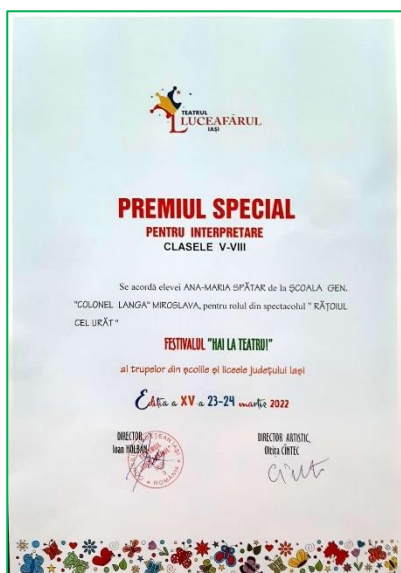 TEATRUL
LUCEAFĂRUL
IAȘI
PREMIUL SPECIAL
PENTRU INTERPRETARE
CLASELE V-VIII
Se acordă elevei ANA-MARIA SPĂTAR de la ȘCOALA GEN.
"COLONEL LANGA" MIROSLAVA, pentru rolul din spectacolul " RĂȚOIUL
CEL URÂT "
FESTIVALUL "HAI LA TEATRU!"
al trupelor din școlile și liceele județului Iași
Ediția a XV-a 23-24 martie 2022
DIRECTOR,
Ioan HOLBAN
DIRECTOR ARTISTIC,
Oltița CÎNTEC
ROMÂNIA